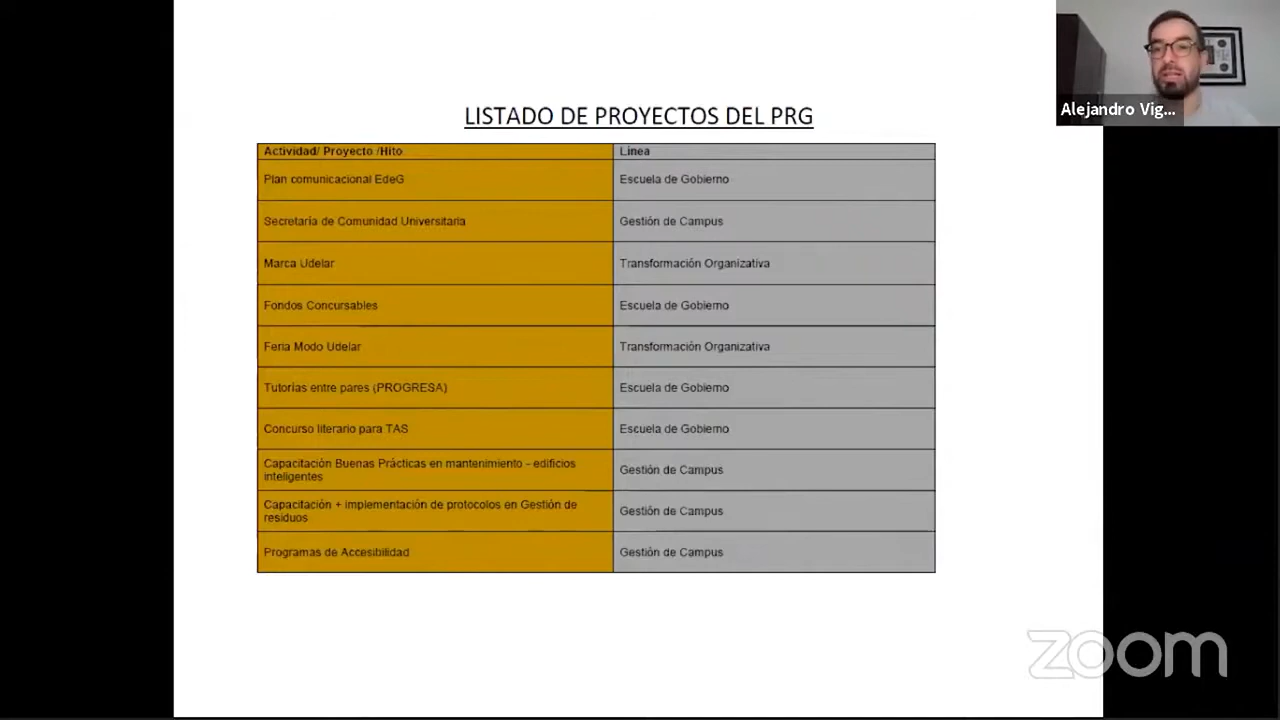 LISTADO DE PROYECTOS DEL PRG
Actividad/ Proyecto /Hito Linea
Plan comunicacional EdeG Escuela de Gobierno
Secretaría de Comunidad Universitaria Gestión de Campus
Marca Udelar Transformación Organizativa
Fondos Concursables Escuela de Gobierno
Feria Modo Udelar Transformación Organizativa
Tutorías entre pares (PROGRESA) Escuela de Gobierno
Concurso literario para TAS Escuela de Gobierno
Capacitación Buenas Prácticas en mantenimiento - edificios
inteligentes Gestión de Campus
Capacitación + implementación de protocolos en Gestión de
residuos Gestión de Campus
Programas de Accesibilidad Gestión de Campus
Alejandro Vig...
zoom